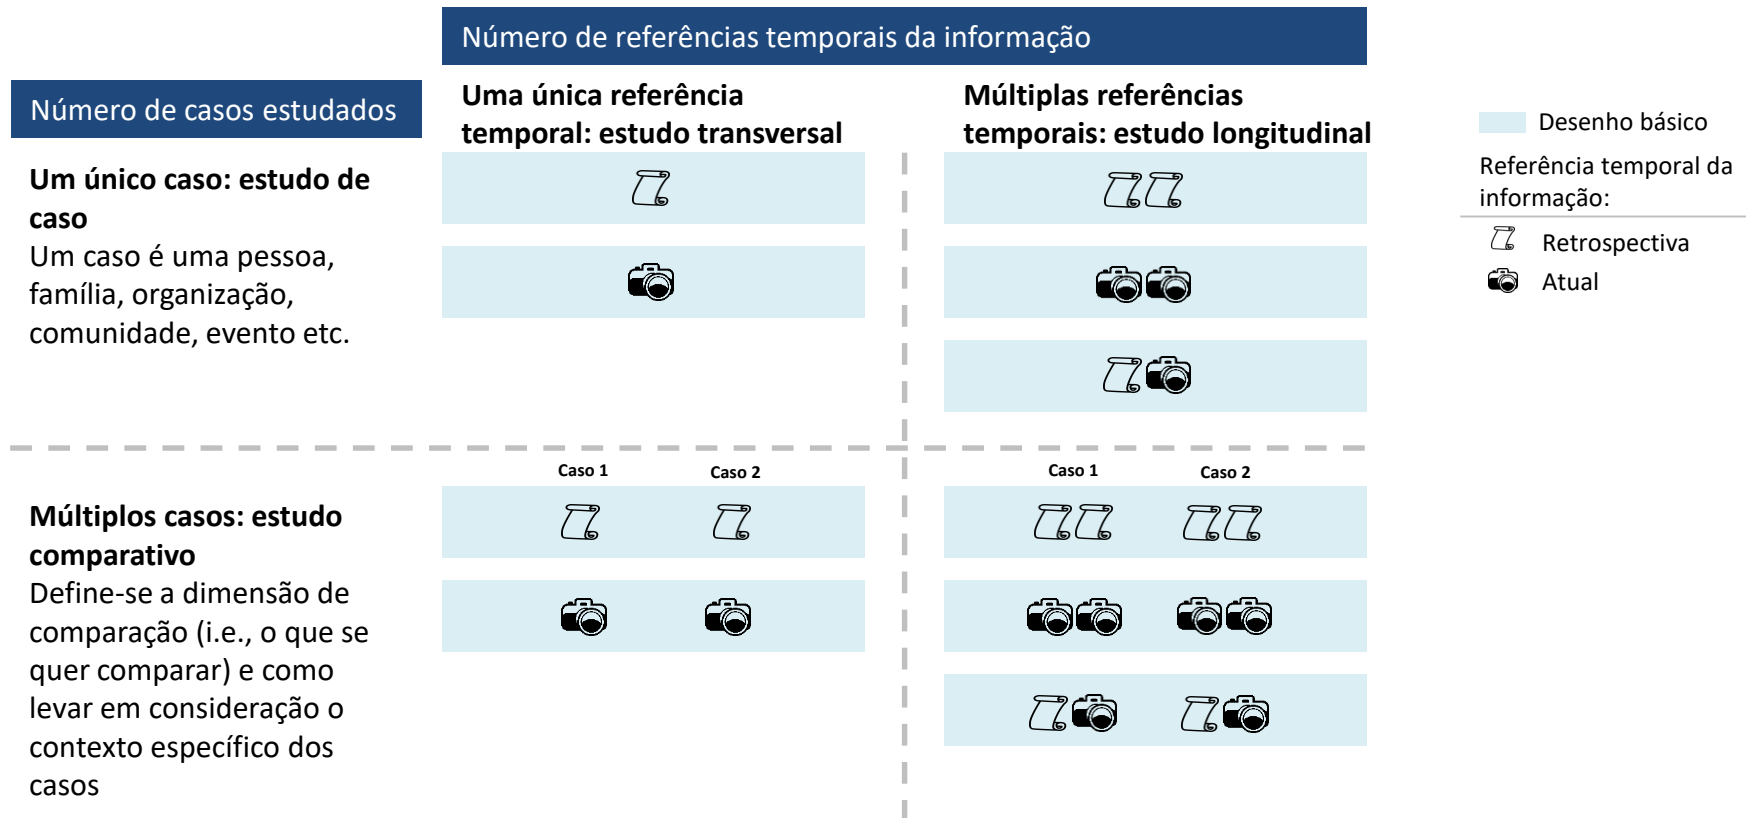 Número de referências temporais da informação
Número de casos estudados
Uma única referência
temporal: estudo transversal
Múltiplas referências
temporais: estudo longitudinal
Um único caso: estudo de
caso
Um caso é uma pessoa,
família, organização,
comunidade, evento etc.
Caso 1
Caso 2
Caso 1
Caso 2
Múltiplos casos: estudo
comparativo
Define-se a dimensão de
comparação (i.e., o que se
quer comparar) e como
levar em consideração o
contexto específico dos
casos
Desenho básico
Referência temporal da
informação:
Retrospectiva
Atual